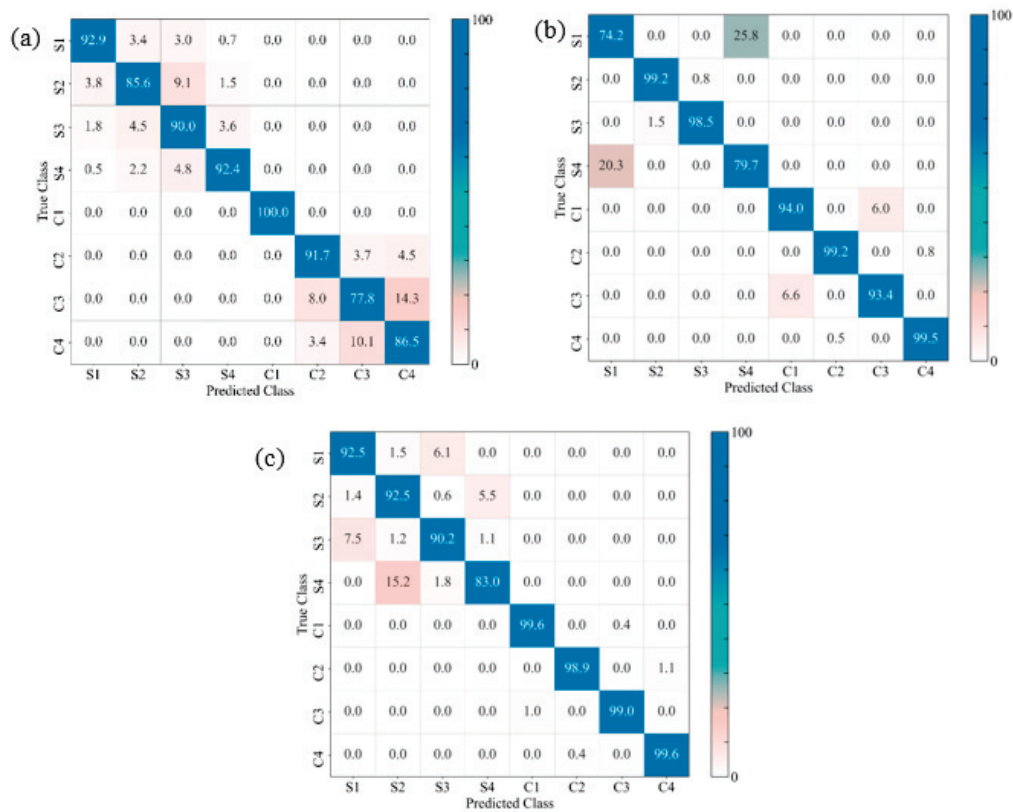 (a)
100
S1 92.9 3.4 3.0 0.7 0.0 0.0 0.0 0.0
S2 3.8 85.6 9.1 1.5 0.0 0.0 0.0 0.0
S3 1.8 4.5 90.0 3.6 0.0 0.0 0.0 0.0
S4 0.5 2.2 4.8 92.4 0.0 0.0 0.0 0.0
True Class
C1 0.0 0.0 0.0 0.0 100.0 0.0 0.0 0.0
C2 0.0 0.0 0.0 0.0 0.0 91.7 3.7 4.5
C3 0.0 0.0 0.0 0.0 0.0 8.0 77.8 14.3
C4 0.0 0.0 0.0 0.0 0.0 3.4 10.1 86.5
0
S1 S2 S3 S4 C1 C2 C3 C4
Predicted Class
(b)
100
S1 74.2 0.0 0.0 25.8 0.0 0.0 0.0 0.0
S2 0.0 99.2 0.8 0.0 0.0 0.0 0.0 0.0
S3 0.0 1.5 98.5 0.0 0.0 0.0 0.0 0.0
S4 20.3 0.0 0.0 79.7 0.0 0.0 0.0 0.0
True Class
C1 0.0 0.0 0.0 0.0 94.0 0.0 6.0 0.0
C2 0.0 0.0 0.0 0.0 0.0 99.2 0.0 0.8
C3 0.0 0.0 0.0 0.0 6.6 0.0 93.4 0.0
C4 0.0 0.0 0.0 0.0 0.0 0.5 0.0 99.5
0
S1 S2 S3 S4 C1 C2 C3 C4
Predicted Class
(c)
100
S1 92.5 1.5 6.1 0.0 0.0 0.0 0.0 0.0
S2 1.4 92.5 0.6 5.5 0.0 0.0 0.0 0.0
S3 7.5 1.2 90.2 1.1 0.0 0.0 0.0 0.0
S4 0.0 15.2 1.8 83.0 0.0 0.0 0.0 0.0
True Class
C1 0.0 0.0 0.0 0.0 99.6 0.0 0.4 0.0
C2 0.0 0.0 0.0 0.0 0.0 98.9 0.0 1.1
C3 0.0 0.0 0.0 0.0 1.0 0.0 99.0 0.0
C4 0.0 0.0 0.0 0.0 0.0 0.4 0.0 99.6
0
S1 S2 S3 S4 C1 C2 C3 C4
Predicted Class